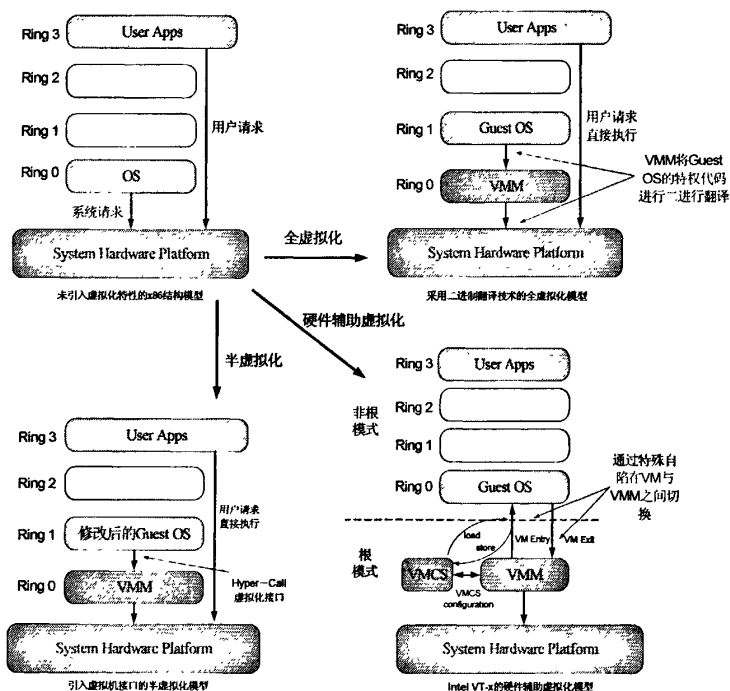 Ring 3
User Apps
Ring 2
Ring 1
Ring 0
OS
用户请求
系统请求
System Hardware Platform
未引入虚拟化特性的x86结构模型
全虚拟化
硬件辅助虚拟化
半虚拟化
Ring 3
User Apps
Ring 2
Ring 1
Guest OS
Ring 0
VMM
用户请求
直接执行
VMM将Guest
OS的特权代码
进行二进行翻译
System Hardware Platform
采用二进制翻译技术的全虚拟化模型
Ring 3
User Apps
Ring 2
Ring 1
修改后的Guest OS
Ring 0
VMM
用户请求
直接执行
Hyper-Call
虚拟化接口
System Hardware Platform
引入虚拟机接口的半虚拟化模型
非根
模式
Ring 3
User Apps
Ring 2
Ring 1
Ring 0
Guest OS
通过特殊自
陷在VM与
VMM之间切
换
根
模式
load
store
VM Entry
VM Exit
VMCS
VMM
VMCS
configuration
System Hardware Platform
Intel VT-x的硬件辅助虚拟化模型